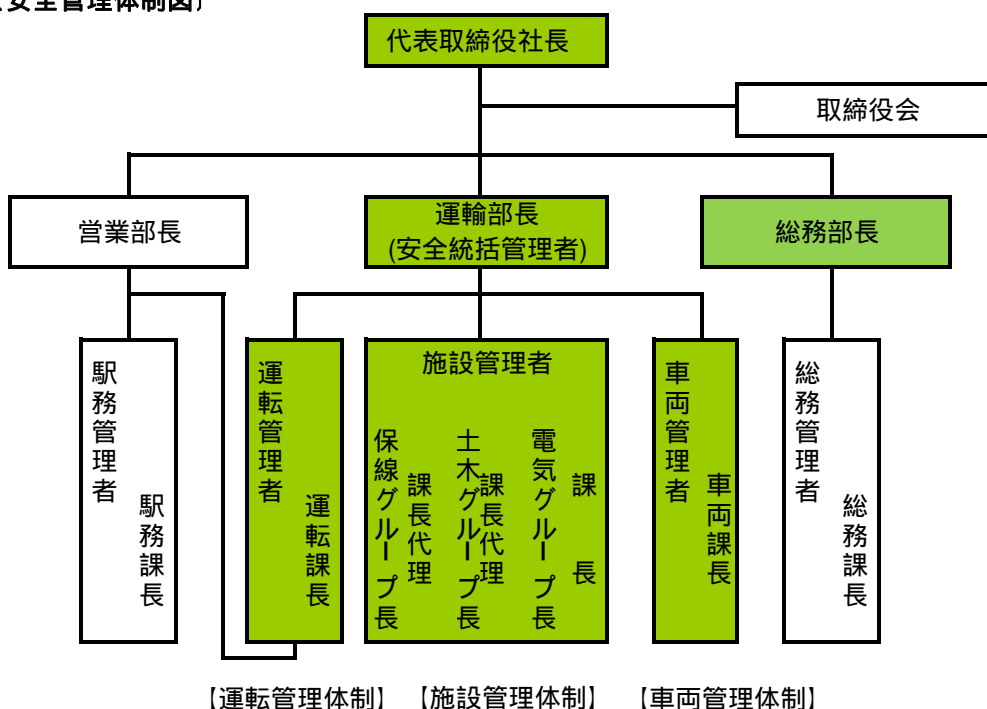 安全管理体制図
代表取締役社長
取締役会
営業部長
運輸部長
(安全統括管理者)
総務部長
駅務管理者
駅務課長
運転管理者
運転課長
施設管理者
保線グループ長
課長代理
土木グループ長
課長代理
電気グループ長
課長
車両管理者
車両課長
総務管理者
総務課長
【運転管理体制】 【施設管理体制】 【車両管理体制】